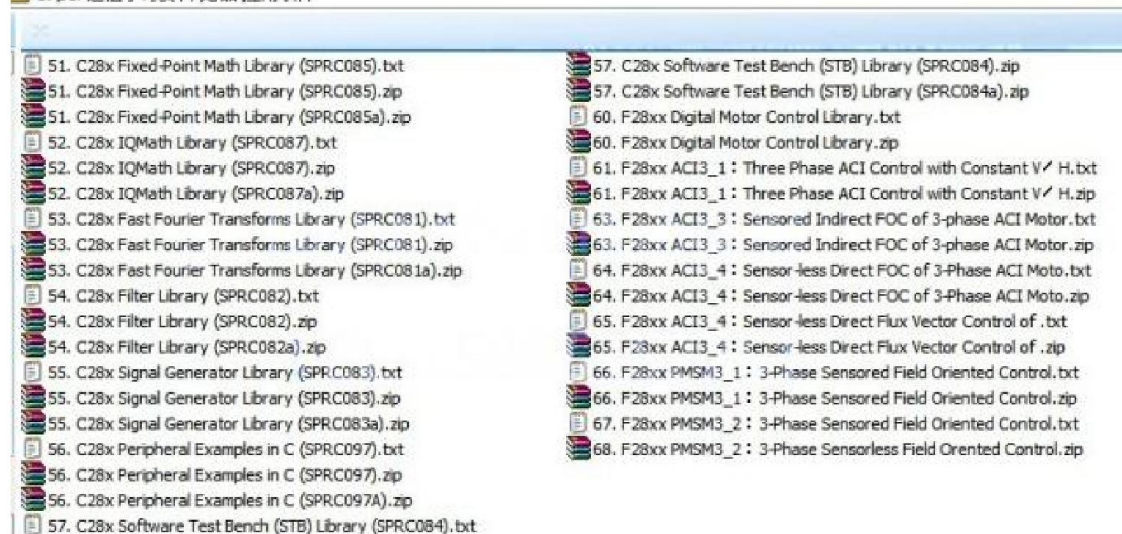 51. C28x Fixed-Point Math Library (SPRC085).txt
51. C28x Fixed-Point Math Library (SPRC085).zip
51. C28x Fixed-Point Math Library (SPRC085a).zip
52. C28x IQMath Library (SPRC087).txt
52. C28x IQMath Library (SPRC087).zip
52. C28x IQMath Library (SPRC087a).zip
53. C28x Fast Fourier Transforms Library (SPRC081).txt
53. C28x Fast Fourier Transforms Library (SPRC081).zip
53. C28x Fast Fourier Transforms Library (SPRC081a).zip
54. C28x Filter Library (SPRC082).txt
54. C28x Filter Library (SPRC082).zip
54. C28x Filter Library (SPRC082a).zip
55. C28x Signal Generator Library (SPRC083).txt
55. C28x Signal Generator Library (SPRC083).zip
55. C28x Signal Generator Library (SPRC083a).zip
56. C28x Peripheral Examples in C (SPRC097).txt
56. C28x Peripheral Examples in C (SPRC097).zip
56. C28x Peripheral Examples in C (SPRC097A).zip
57. C28x Software Test Bench (STB) Library (SPRC084).txt
57. C28x Software Test Bench (STB) Library (SPRC084).zip
57. C28x Software Test Bench (STB) Library (SPRC084a).zip
60. F28xx Digital Motor Control Library.txt
60. F28xx Digital Motor Control Library.zip
61. F28xx ACI3_1：Three Phase ACI Control with Constant V／H.txt
61. F28xx ACI3_1：Three Phase ACI Control with Constant V／H.zip
63. F28xx ACI3_3：Sensored Indirect FOC of 3-phase ACI Motor.txt
63. F28xx ACI3_3：Sensored Indirect FOC of 3-phase ACI Motor.zip
64. F28xx ACI3_4：Sensor-less Direct FOC of 3-Phase ACI Moto.txt
64. F28xx ACI3_4：Sensor-less Direct FOC of 3-Phase ACI Moto.zip
65. F28xx ACI3_4：Sensor-less Direct Flux Vector Control of .txt
65. F28xx ACI3_4：Sensor-less Direct Flux Vector Control of .zip
66. F28xx PMSM3_1：3-Phase Sensored Field Oriented Control.txt
66. F28xx PMSM3_1：3-Phase Sensored Field Oriented Control.zip
67. F28xx PMSM3_2：3-Phase Sensored Field Oriented Control.txt
68. F28xx PMSM3_2：3-Phase Sensorless Field Orented Control.zip